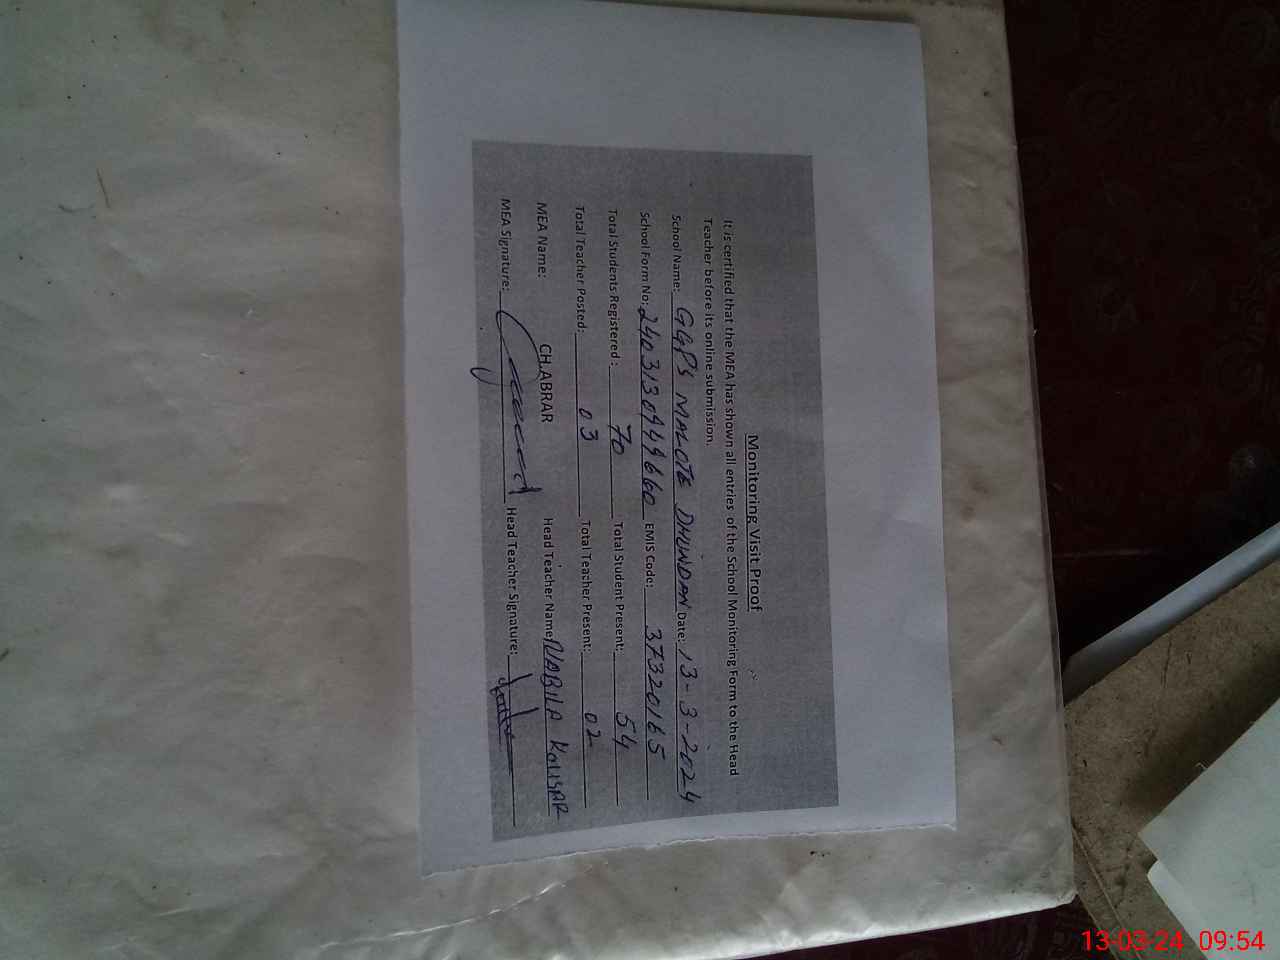 Monitoring Visit Proof
It is certified that the MEA has shown all entries of the School Monitoring Form to the Head
Teacher before its online submission.
School Name: GGPS MALOTE DHUNDAN Date: 13-3-2024
School Form No: EMIS Code: 37320165
Total Students Registered : 70 Total Student Present: 54
Total Teacher Posted: 03 Total Teacher Present: 02
MEA Name: CH.ABRAR Head Teacher Name NABILA KOUSAR
MEA Signature: Head Teacher Signature:
13-03-24 09:54